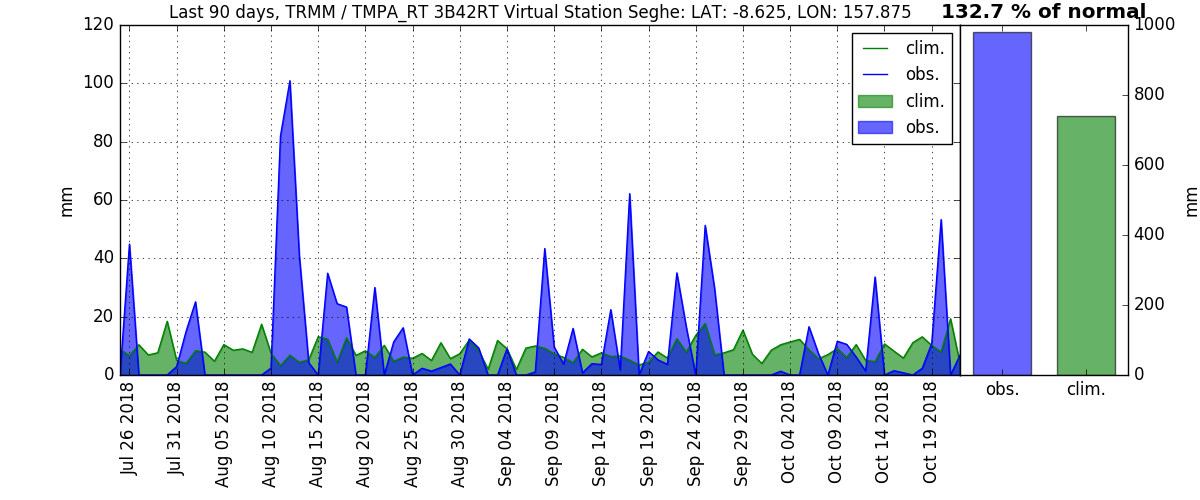 Last 90 days, TRMM / TMPA_RT 3B42RT Virtual Station Seghe: LAT: -8.625, LON: 157.875
132.7 % of normal
mm
120
100
80
60
40
20
0
clim.
obs.
clim.
obs.
Jul 26 2018
Jul 31 2018
Aug 05 2018
Aug 10 2018
Aug 15 2018
Aug 20 2018
Aug 25 2018
Aug 30 2018
Sep 04 2018
Sep 09 2018
Sep 14 2018
Sep 19 2018
Sep 24 2018
Sep 29 2018
Oct 04 2018
Oct 09 2018
Oct 14 2018
Oct 19 2018
1000
800
600
400
200
0
mm
obs.
clim.